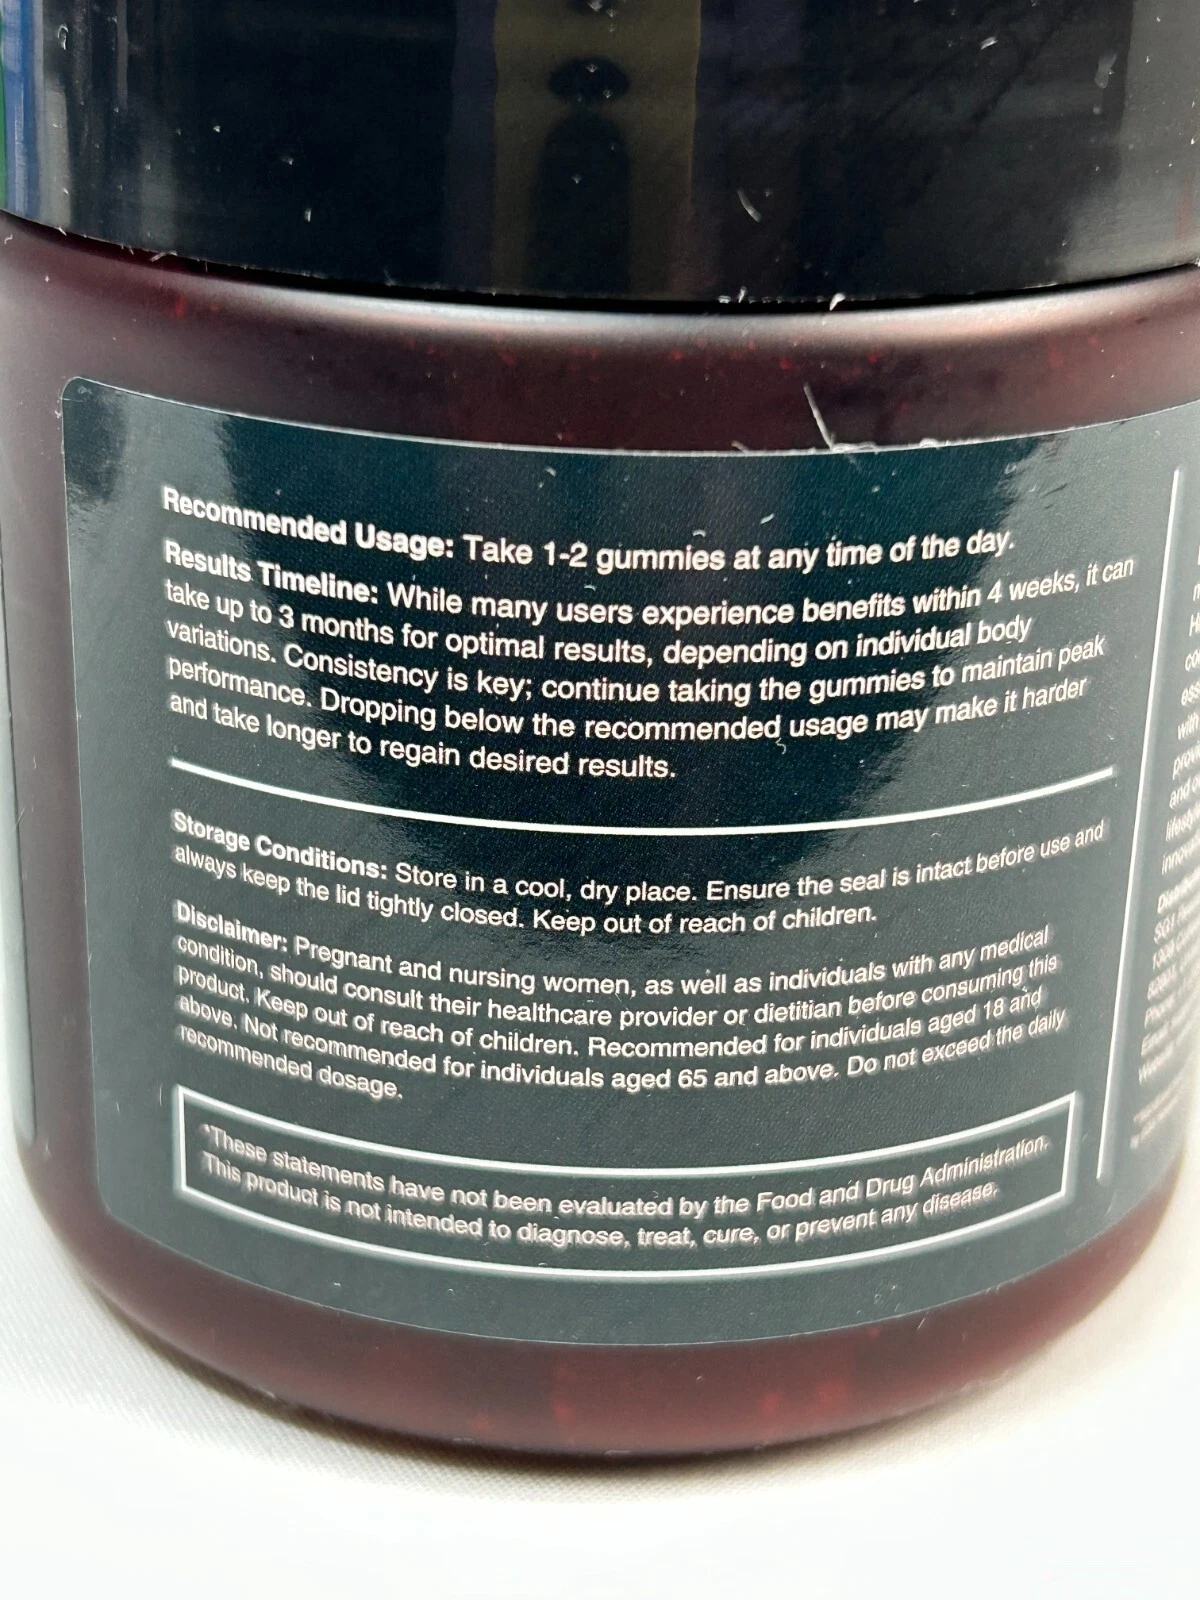 Recommended Usage: Take 1-2 gummies at any time of the day.
Results Timeline: While many users experience benefits within 4 weeks, it can
take up to 3 months for optimal results, depending on individual body
variations. Consistency is key; continue taking the gummies to maintain peak
performance. Dropping below the recommended usage may make it harder
and take longer to regain desired results.
Storage Conditions: Store in a cool, dry place. Ensure the seal is intact before use and
always keep the lid tightly closed. Keep out of reach of children.
Disclaimer: Pregnant and nursing women, as well as individuals with any medical
condition, should consult their healthcare provider or dietitian before consuming this
product. Keep out of reach of children. Recommended for individuals aged 18 and
above. Not recommended for individuals aged 65 and above. Do not exceed the daily
recommended dosage.
*These statements have not been evaluated by the Food and Drug Administration.
This product is not intended to diagnose, treat, cure, or prevent any disease.
and